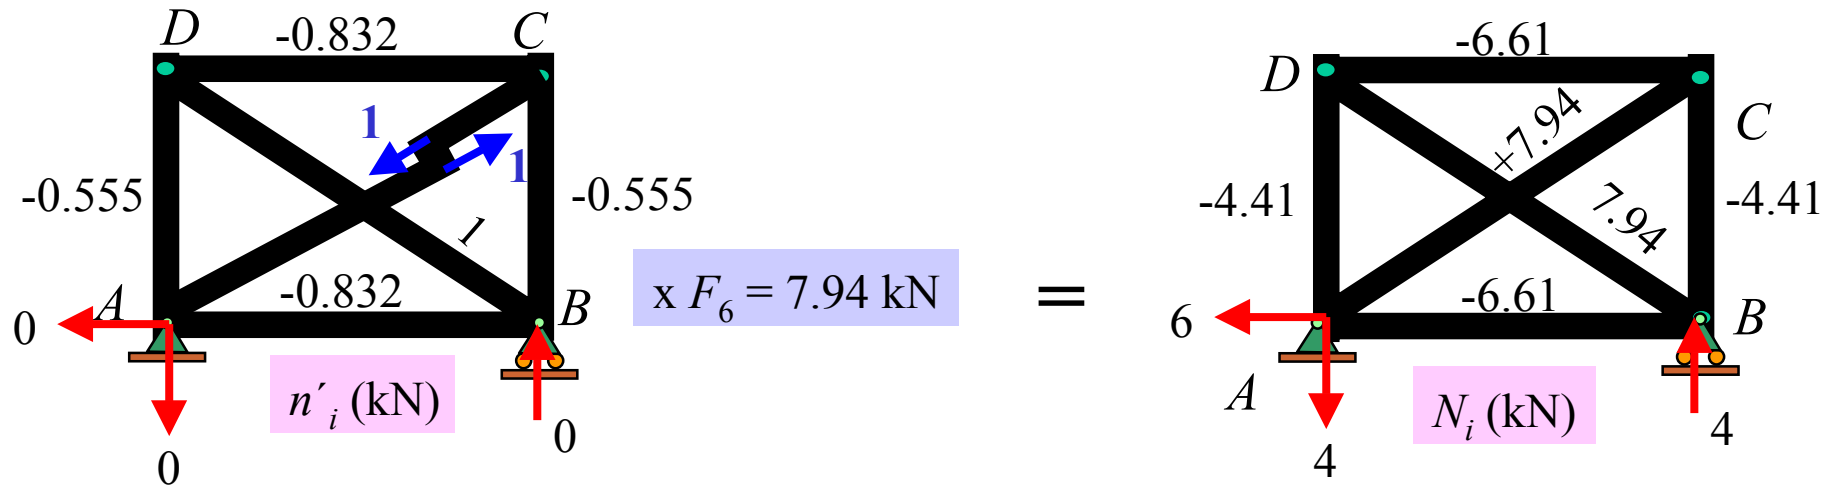 D
-0.832
C
1
1
-0.555
-0.555
1
A
-0.832
B
0
x F6 = 7.94 kN
n´i (kN)
0
0
=
-6.61
D
C
+7.94
-4.41
7.94
-4.41
-6.61
B
6
A
Ni (kN)
4
4